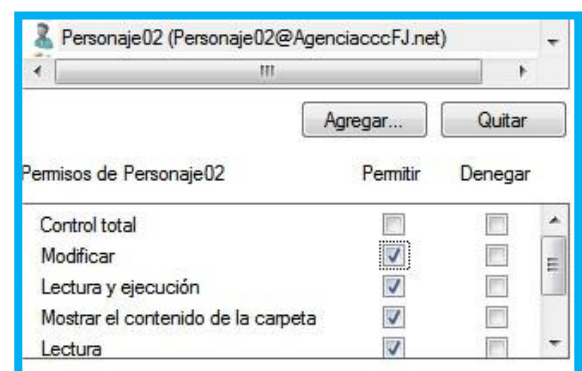 Personaje02 (Personaje02@AgenciacccFJ.net)
Agregar... Quitar
Permisos de Personaje02 Permitir Denegar
Control total
Modificar
Lectura y ejecución
Mostrar el contenido de la carpeta
Lectura